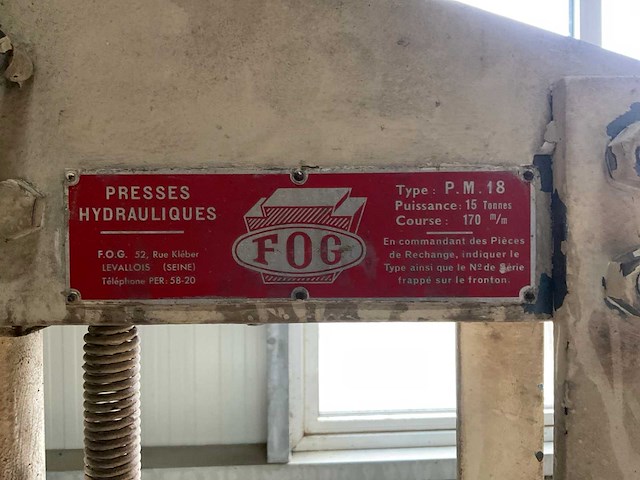 PRESSES
HYDRAULIQUES
F.O.G. 52, Rue Kléber
LEVALLOIS (SEINE)
Téléphone PER: 58-20
FOG
Type: P.M.18
Puissance: 15 Tonnes
Course: 170 m/m
En commandant des Pièces
de Rechange, indiquer le
Type ainsi que le No de Série
frappé sur le fronton.